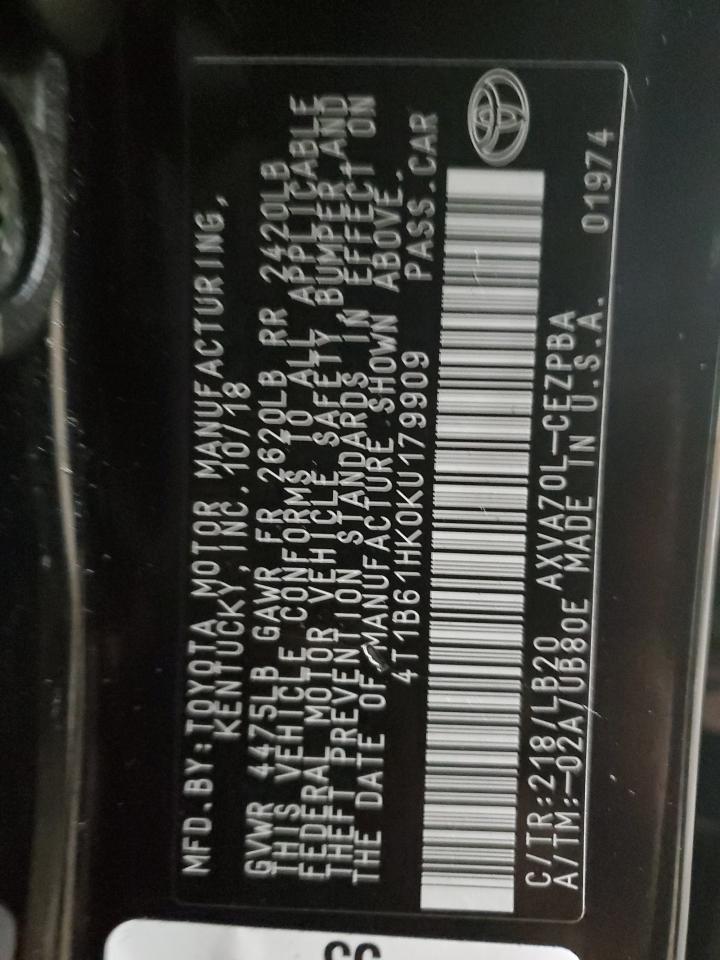 MFD.BY:TOYOTA MOTOR MANUFACTURING,
KENTUCKY,INC. 10/18
GVWR 4475LB GAWR FR 2620LB RR 2420LB
THIS VEHICLE CONFORMS TO ALL APPLICABLE
FEDERAL MOTOR VEHICLE SAFETY,BUMPER,AND
THEFT PREVENTION STANDARDS IN EFFECT ON
THE DATE OF MANUFACTURE SHOWN ABOVE.
4T1B61HK0KU179909 PASS.CAR
C/TR:218/LB20 AXVA70L-CEZPBA
A/TM:-02A/UB80E MADE IN U.S.A. 01974